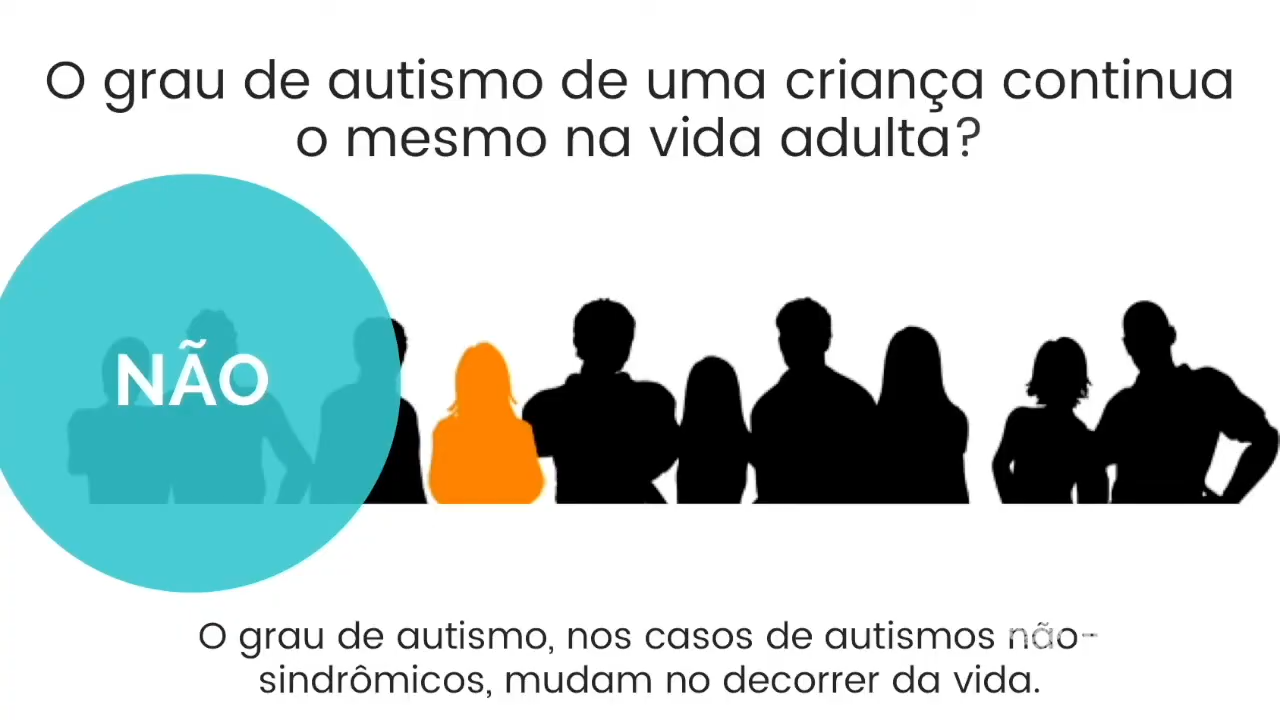 O grau de autismo de uma criança continua
o mesmo na vida adulta?
NÃO
O grau de autismo, nos casos de autismos não-
sindrômicos, mudam no decorrer da vida.